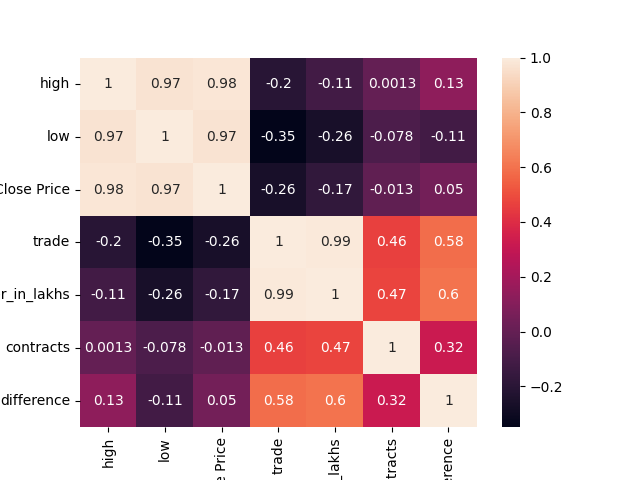 high 1 0.97 0.98 -0.2 -0.11 0.0013 0.13
low 0.97 1 0.97 -0.35 -0.26 -0.078 -0.11
Close Price 0.98 0.97 1 -0.26 -0.17 -0.013 0.05
trade -0.2 -0.35 -0.26 1 0.99 0.46 0.58
r_in_lakhs -0.11 -0.26 -0.17 0.99 1 0.47 0.6
contracts 0.0013 -0.078 -0.013 0.46 0.47 1 0.32
difference 0.13 -0.11 0.05 0.58 0.6 0.32 1
high low e Price trade _lakhs tracts erence
1.0
0.8
0.6
0.4
0.2
0.0
−0.2